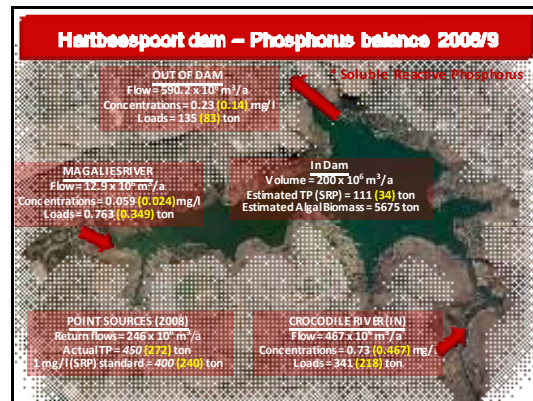 Hartbeespoort dam – Phosphorus balance 2008/9
* Soluble Reactive Phosphorus
OUT OF DAM
Flow = 590.2 x 10⁶ m³/a
Concentrations = 0.23 (0.14) mg/l
Loads = 135 (83) ton
MAGALIESRIVER
Flow = 12.9 x 10⁶ m³/a
Concentrations = 0.059 (0.024) mg/l
Loads = 0.763 (0.349) ton
In Dam
Volume = 200 x 10⁶ m³/a
Estimated TP (SRP) = 111 (34) ton
Estimated Algal Biomass = 5675 ton
POINT SOURCES (2008)
Return flows = 246 x 10⁶ m³/a
Actual TP = 450 (272) ton
1 mg/l (SRP) standard = 400 (240) ton
CROCODILE RIVER (IN)
Flow = 467 x 10⁶ m³/a
Concentrations = 0.73 (0.467) mg/l
Loads = 341 (218) ton